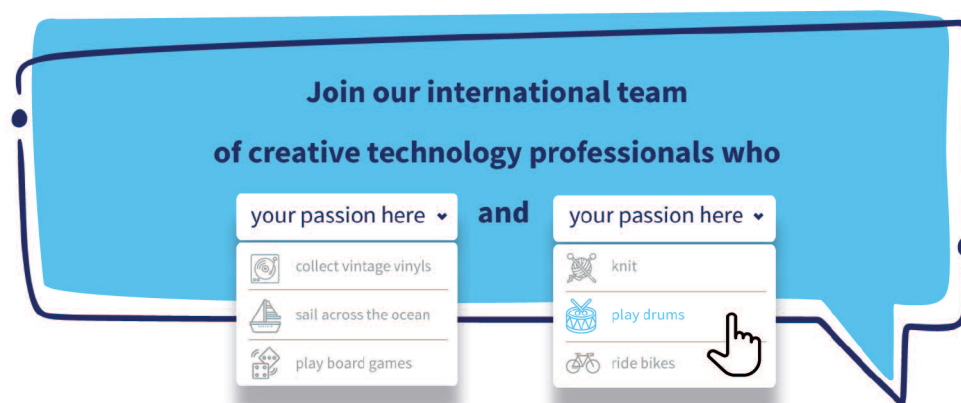 Join our international team
of creative technology professionals who
your passion here and your passion here
collect vintage vinyls
sail across the ocean
play board games
knit
play drums
ride bikes